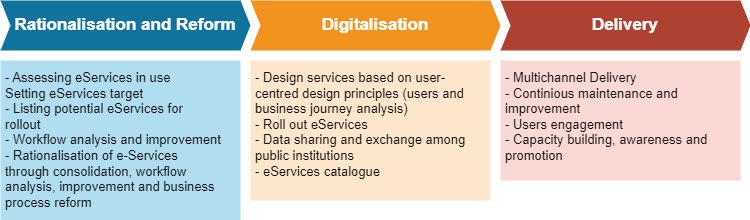 Rationalisation and Reform
Digitalisation
Delivery
- Assessing eServices in use
Setting eServices target
- Listing potential eServices for
rollout
- Workflow analysis and improvement
- Rationalisation of e-Services
through consolidation, workflow
analysis, improvement and business
process reform
- Design services based on user-
centred design principles (users and
business journey analysis)
- Roll out eServices
- Data sharing and exchange among
public institutions
- eServices catalogue
- Multichannel Delivery
- Continious maintenance and
improvement
- Users engagement
- Capacity building, awareness and
promotion